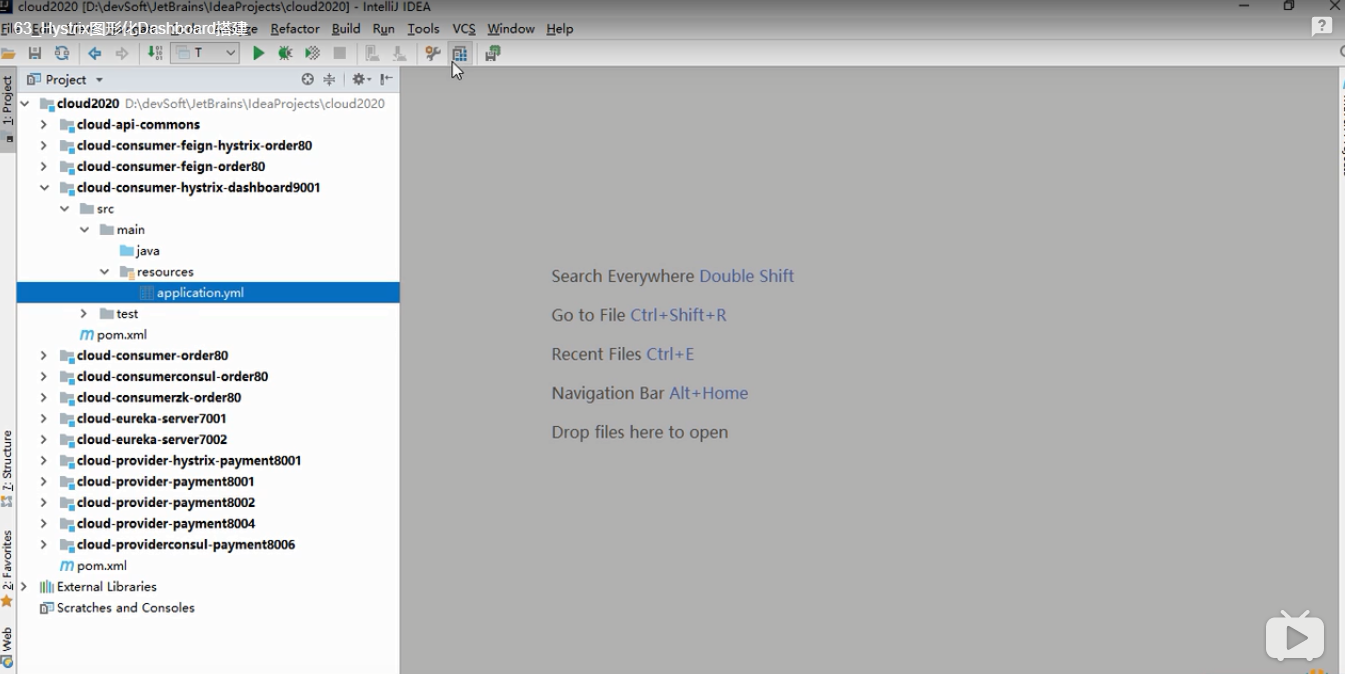 cloud2020 [D:\devSoft\JetBrains\IdeaProjects\cloud2020] - IntelliJ IDEA
63_Hystrix图形化Dashboard搭建
Refactor Build Run Tools VCS Window Help
T
1: Project
Project
cloud2020 D:\devSoft\JetBrains\IdeaProjects\cloud2020
cloud-api-commons
cloud-consumer-feign-hystrix-order80
cloud-consumer-feign-order80
cloud-consumer-hystrix-dashboard9001
src
main
java
resources
application.yml
test
pom.xml
cloud-consumer-order80
cloud-consumerconsul-order80
cloud-consumerzk-order80
cloud-eureka-server7001
cloud-eureka-server7002
cloud-provider-hystrix-payment8001
cloud-provider-payment8001
cloud-provider-payment8002
cloud-provider-payment8004
cloud-providerconsul-payment8006
pom.xml
External Libraries
Scratches and Consoles
7: Structure
2: Favorites
Web
Search Everywhere Double Shift
Go to File Ctrl+Shift+R
Recent Files Ctrl+E
Navigation Bar Alt+Home
Drop files here to open